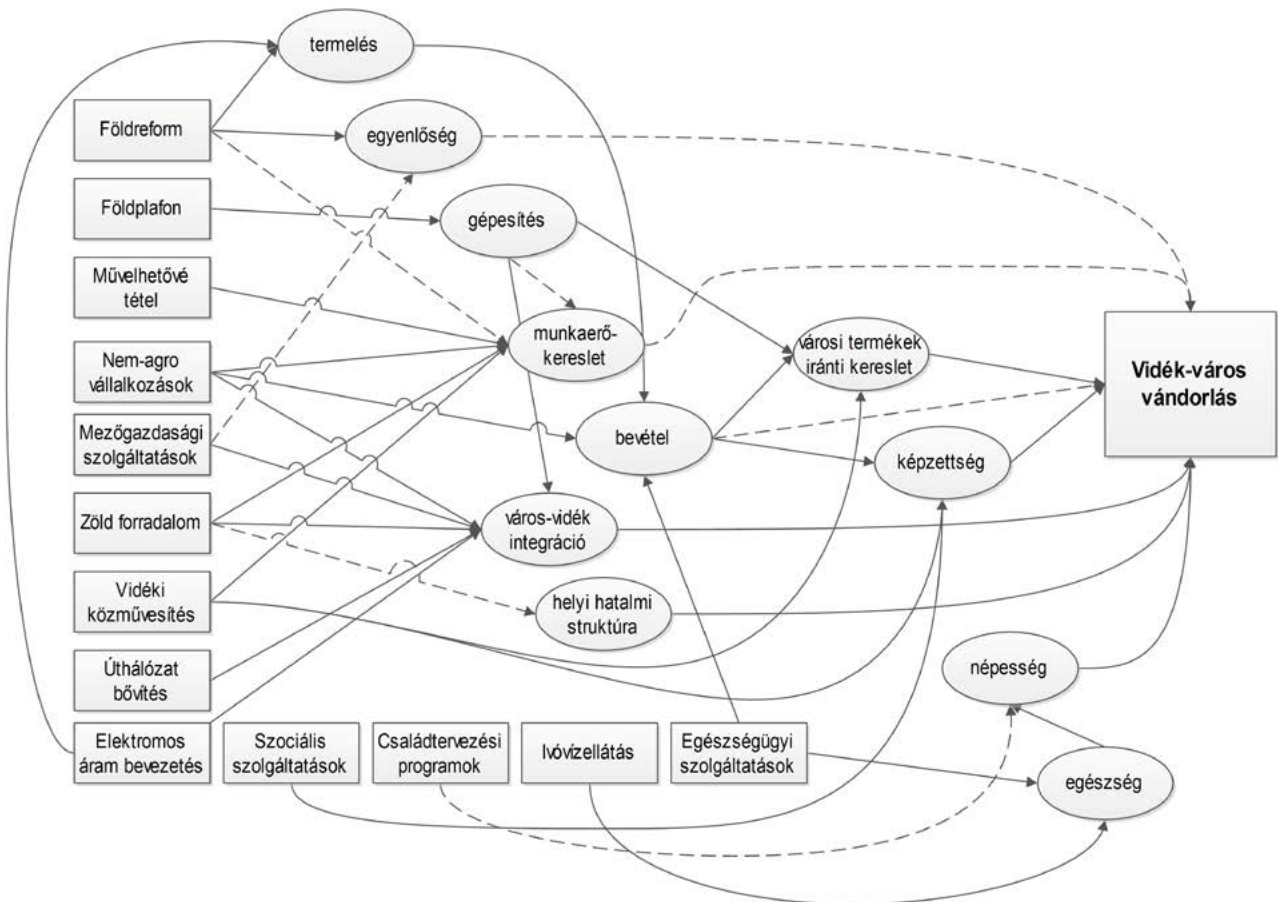 termelés
Földreform
egyenlőség
Földplafon
gépesítés
Művelhetővé
tétel
munkaerő-
kereslet
városi termékek
iránti kereslet
Vidék-város
vándorlás
Nem-agro
vállalkozások
bevétel
Mezőgazdasági
szolgáltatások
képzettség
Zöld forradalom
város-vidék
integráció
Vidéki
közművesítés
helyi hatalmi
struktúra
Úthálózat
bővítés
népesség
Elektromos
áram bevezetés
Szociális
szolgáltatások
Családtervezési
programok
Ivóvízellátás
Egészségügyi
szolgáltatások
egészség